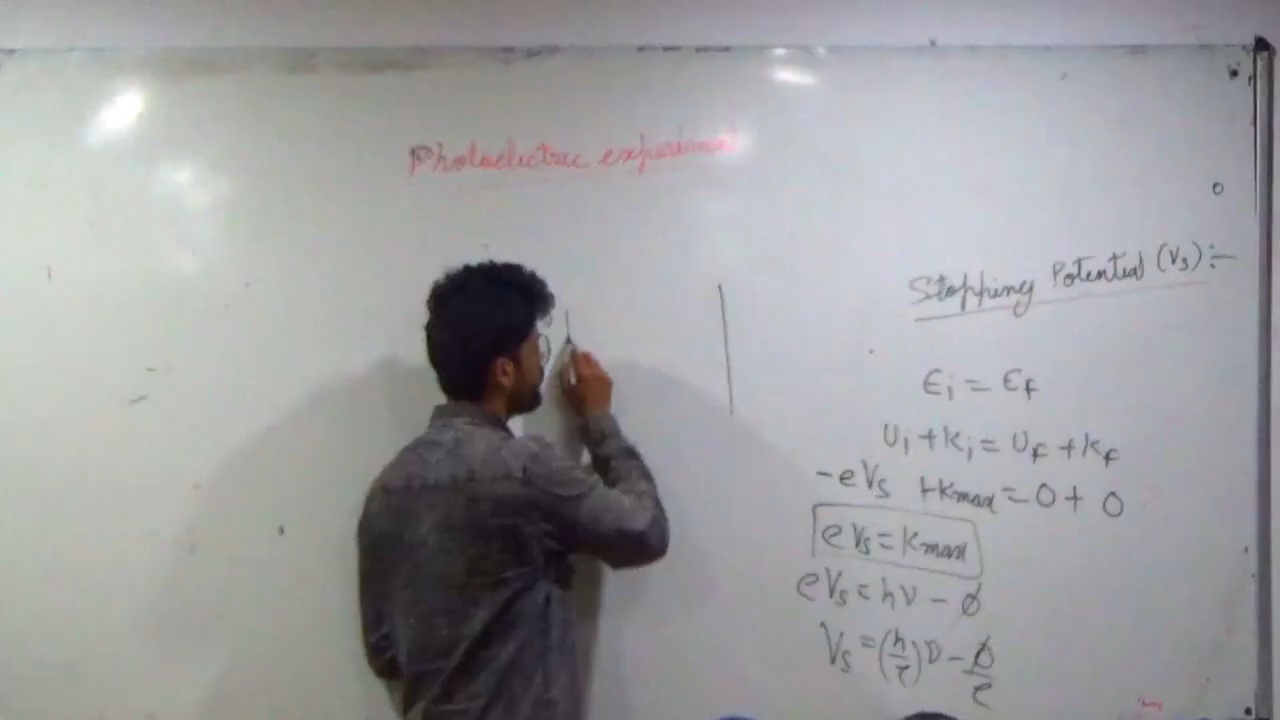 Photoelectric experiment
Stopping Potential (Vs):-
Ei = Ef
Ui + ki = Uf + kf
-eVs + Kmax = 0 + 0
eVs = Kmax
eVs = hν - ϕ
Vs = (h/e)ν - ϕ/e